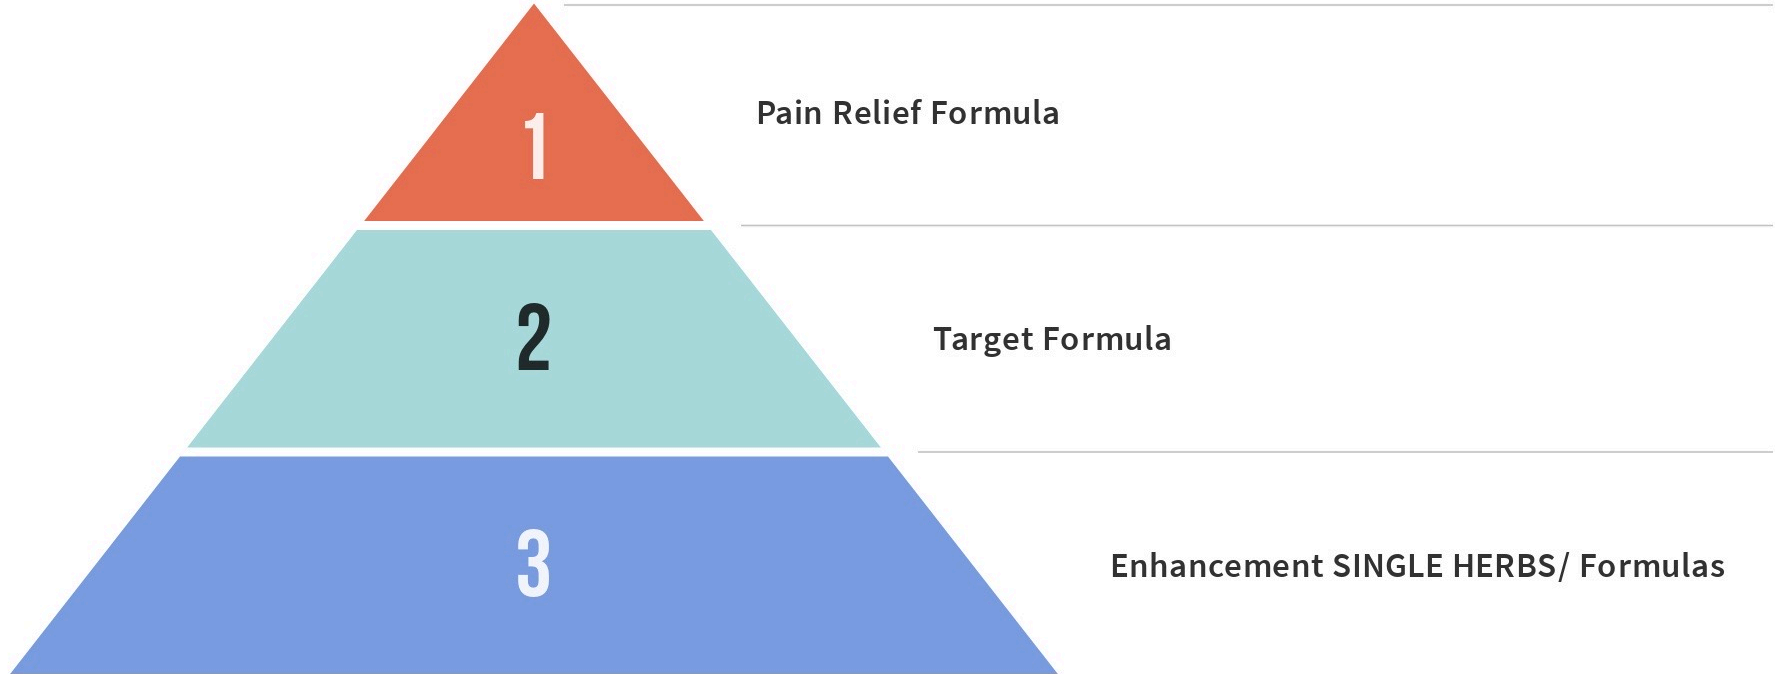 1
Pain Relief Formula
2
Target Formula
3
Enhancement SINGLE HERBS/ Formulas